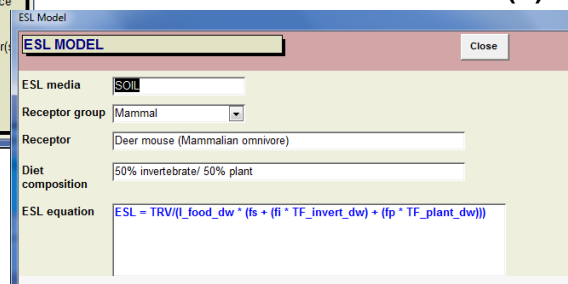 ce
ESL Model
r(s
ESL MODEL
Close
ESL media SOIL
Receptor group Mammal
Receptor Deer mouse (Mammalian omnivore)
Diet composition 50% invertebrate/ 50% plant
ESL equation ESL = TRV/(I_food_dw * (fs + (fi * TF_invert_dw) + (fp * TF_plant_dw)))